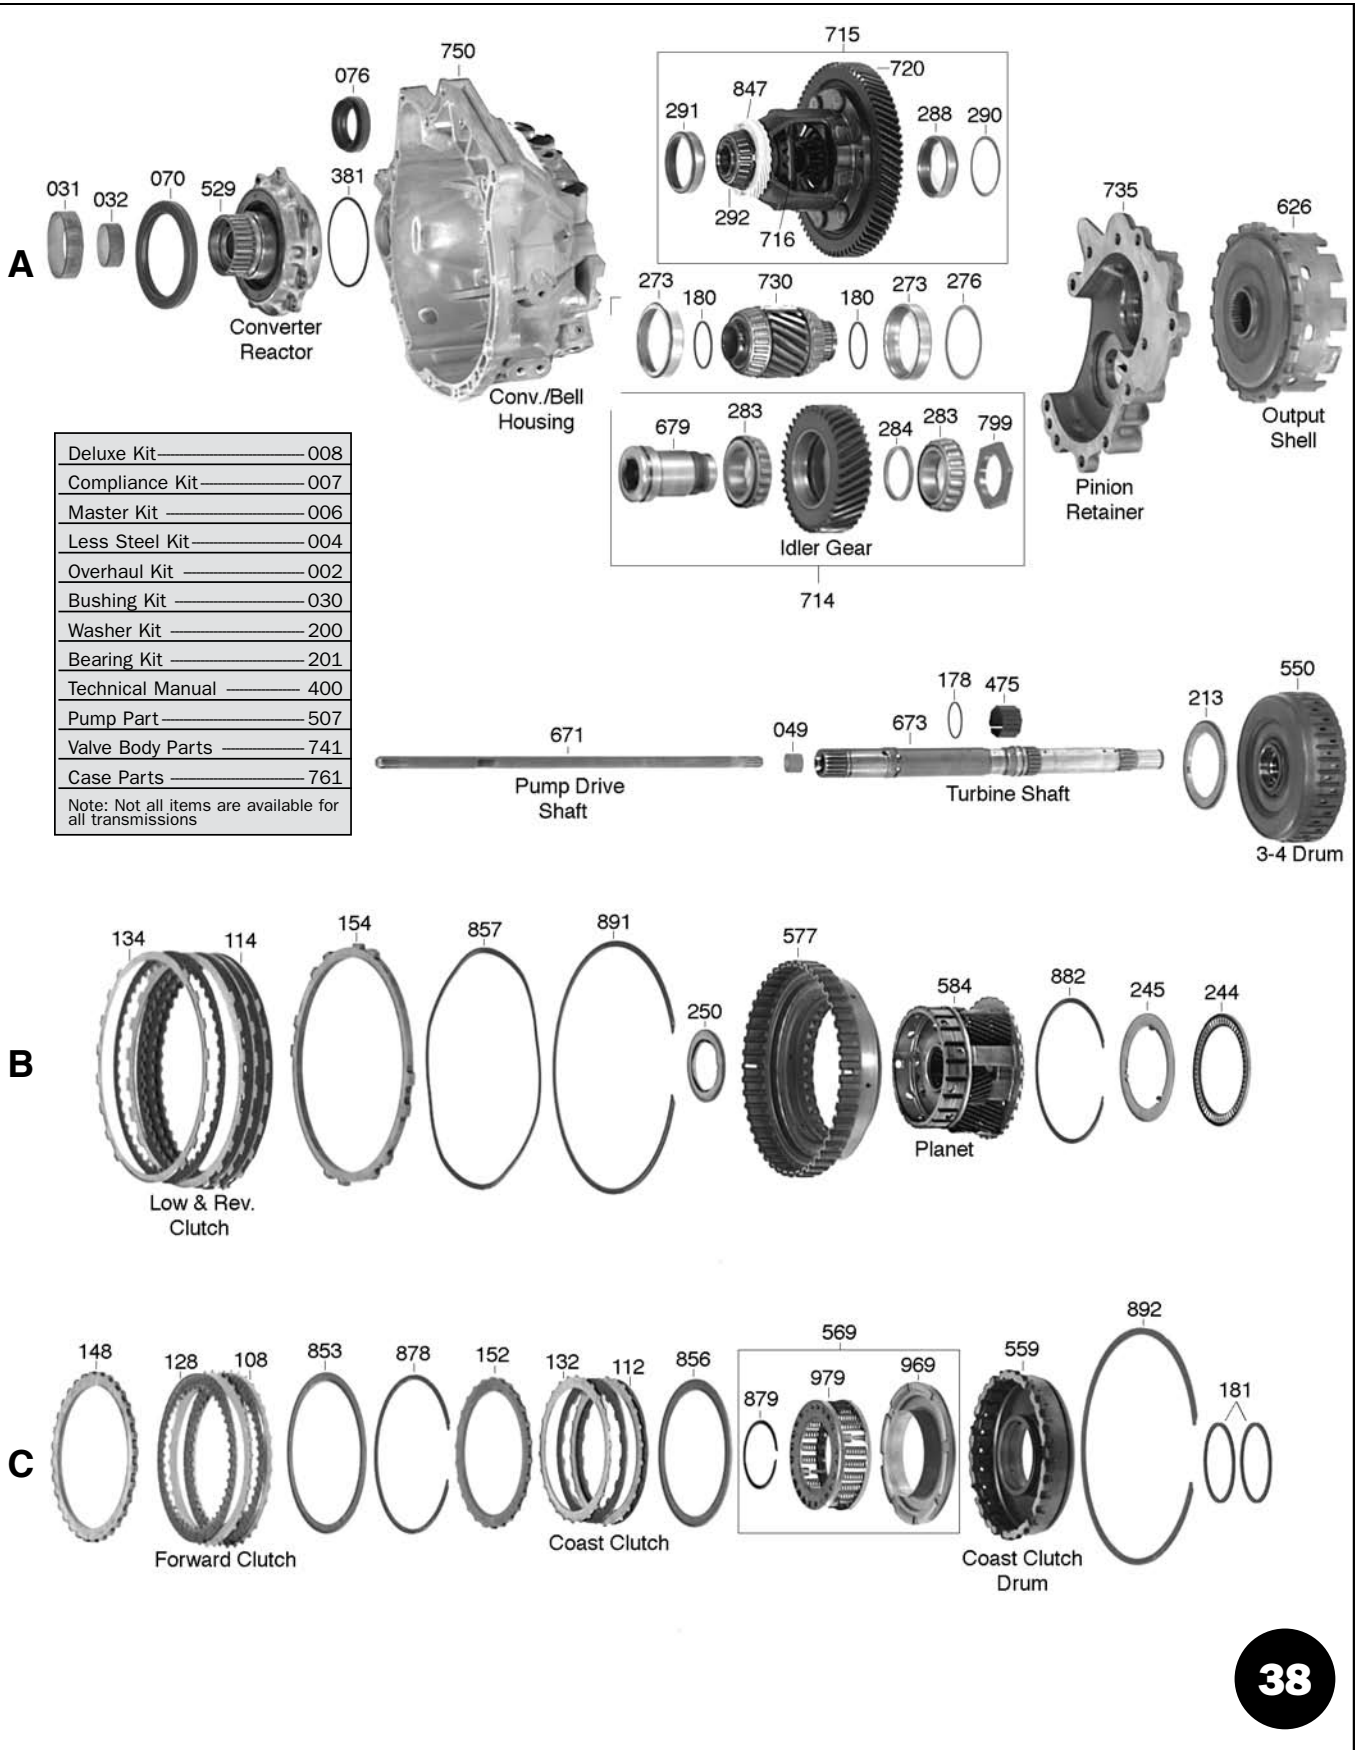 715
750
720
076
847
291
288
290
070
381
735
031
529
032
626
292
716
A
273
730
273
276
180
180
Converter
Reactor
Conv./Bell
Housing
283
283
679
284
799
Output
Shell
Pinion
Retainer
Idler Gear
714
Deluxe Kit 008
Compliance Kit 007
Master Kit 006
Less Steel Kit 004
Overhaul Kit 002
Bushing Kit 030
Washer Kit 200
Bearing Kit 201
Technical Manual 400
Pump Part 507
Valve Body Parts 741
Case Parts 761
Note: Not all items are available for
all transmissions
550
178
475
213
671
049
673
Pump Drive
Shaft
Turbine Shaft
3-4 Drum
134
114
154
857
891
577
584
882
245
244
250
B
Planet
Low & Rev.
Clutch
892
569
148
128
108
853
878
152
132
112
856
979
969
559
879
181
C
Forward Clutch
Coast Clutch
Coast Clutch
Drum
38